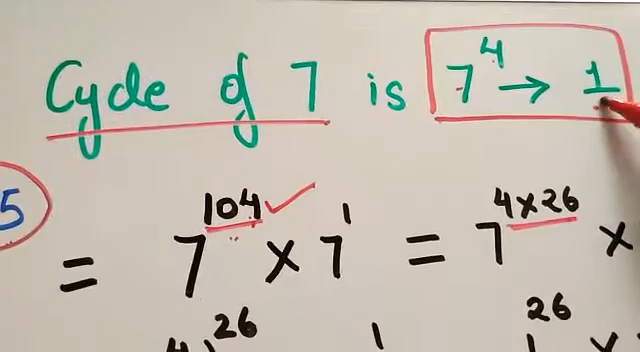 Cycle of 7 is 7⁴ → 1
5
= 7¹⁰⁴ × 7¹ = 7⁴ˣ²⁶ ×
26 1 26